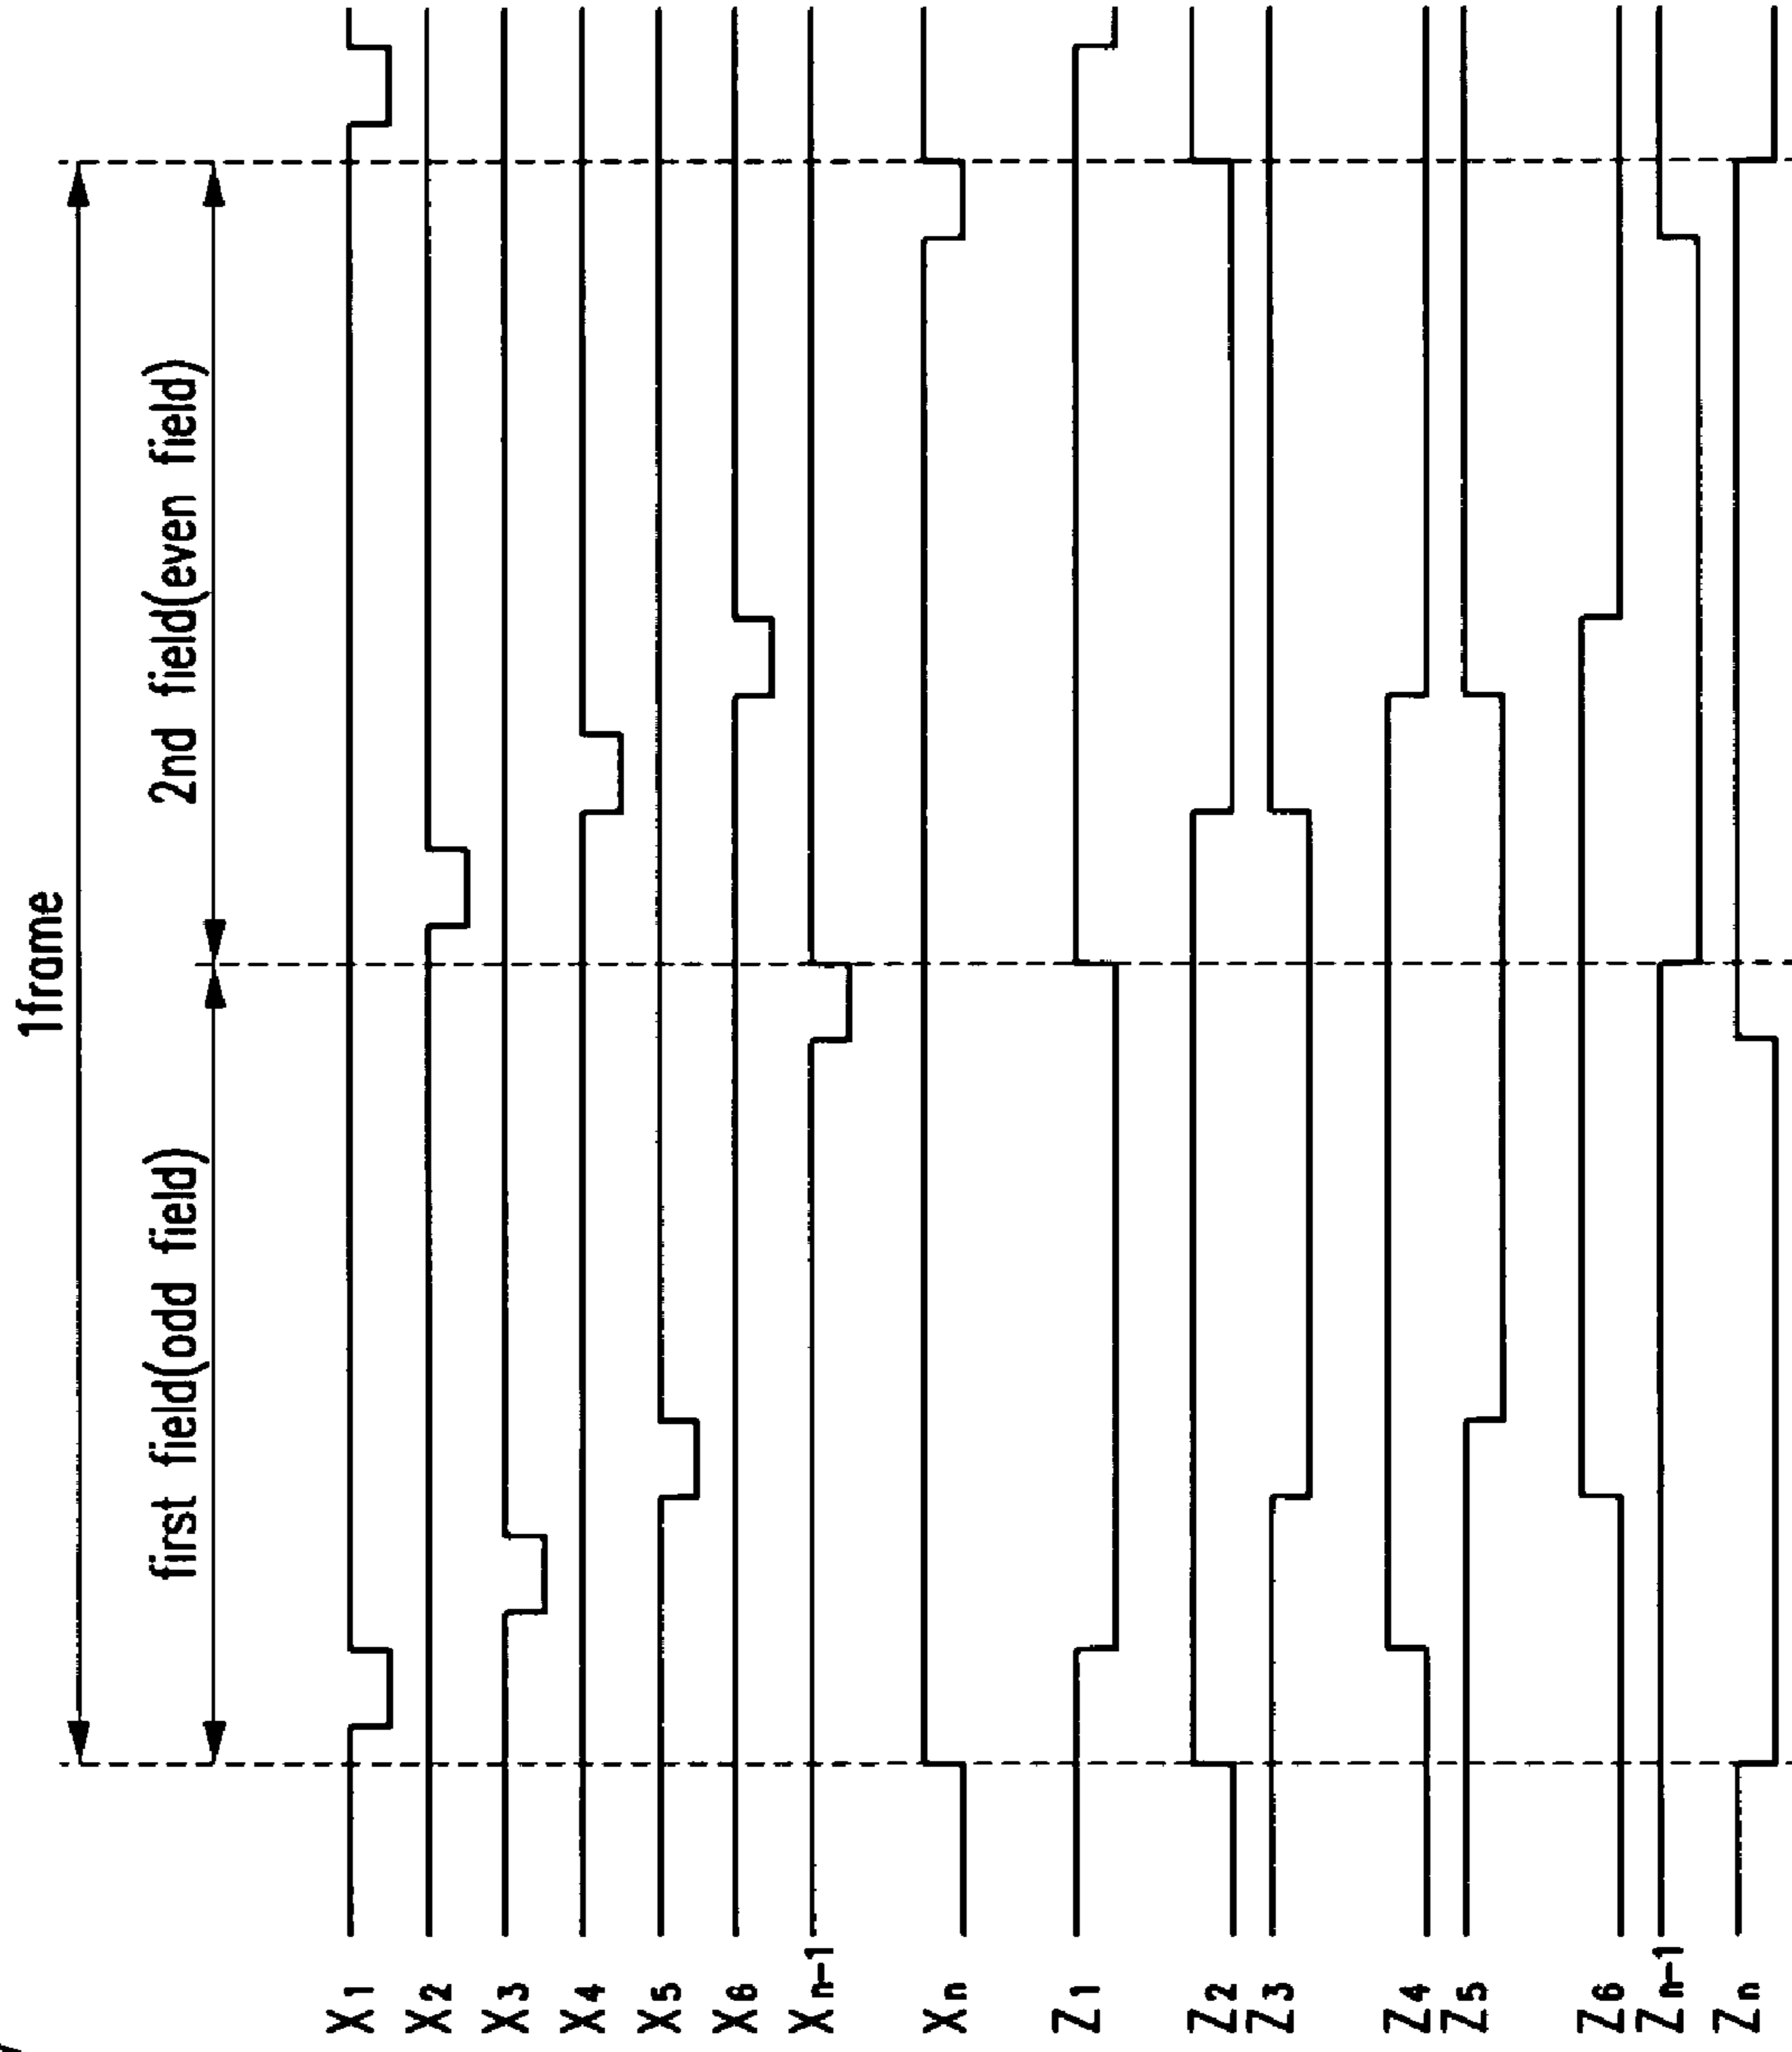 1frame
first field(odd field)
2nd field(even field)
X1
X2
X3
X4
X5
X6
Xn-1
Xn
Z1
Z2
Z3
Z4
Z5
Z6
Zn-1
Zn